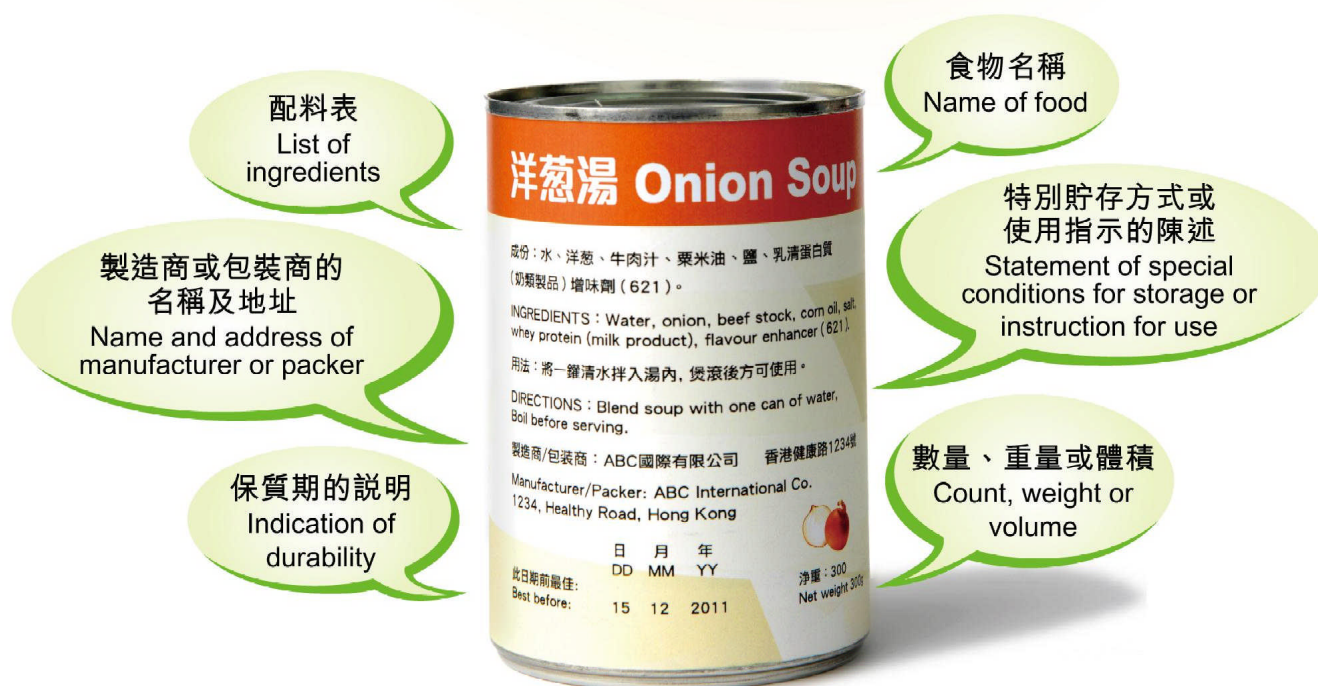 配料表
List of
ingredients
製造商或包裝商的
名稱及地址
Name and address of
manufacturer or packer
保質期的説明
Indication of
durability
洋葱湯 Onion Soup
成份：水、洋葱、牛肉汁、粟米油、鹽、乳清蛋白質
(奶類製品) 增味劑 (621)。
INGREDIENTS : Water, onion, beef stock, corn oil, salt,
whey protein (milk product), flavour enhancer (621).
用法：將一鑵清水拌入湯內, 煲滾後方可使用。
DIRECTIONS : Blend soup with one can of water,
Boil before serving.
製造商/包裝商：ABC國際有限公司 香港健康路1234號
Manufacturer/Packer: ABC International Co.
1234, Healthy Road, Hong Kong
日 月 年
DD MM YY
此日期前最佳:
Best before:
15 12 2011
淨重：300
Net weight 300g
食物名稱
Name of food
特別貯存方式或
使用指示的陳述
Statement of special
conditions for storage or
instruction for use
數量、重量或體積
Count, weight or
volume